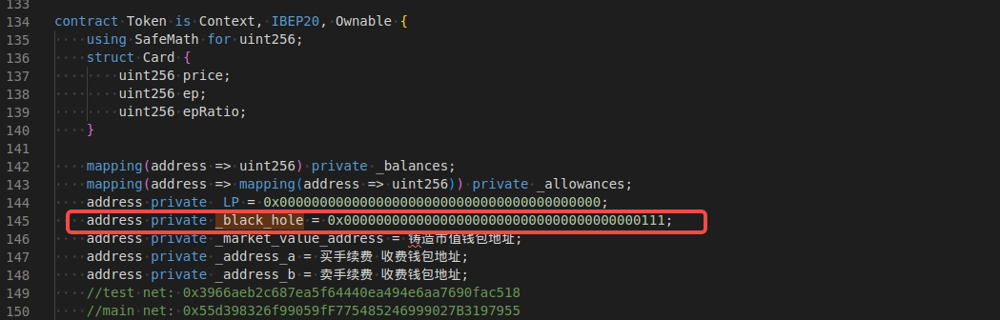 133
134 contract Token is Context, IBEP20, Ownable {
135 using SafeMath for uint256;
136 struct Card {
137 uint256 price;
138 uint256 ep;
139 uint256 epRatio;
140 }
141
142 mapping(address => uint256) private _balances;
143 mapping(address => mapping(address => uint256)) private _allowances;
144 address private _LP = 0x0000000000000000000000000000000000000000;
145 address private _black_hole = 0x0000000000000000000000000000000000000111;
146 address private _market_value_address = 铸造市值钱包地址;
147 address private _address_a = 买手续费 收费钱包地址;
148 address private _address_b = 卖手续费 收费钱包地址;
149 //test net: 0x3966aeb2c687ea5f64440ea494e6aa7690fac518
150 //main net: 0x55d398326f99059fF775485246999027B3197955